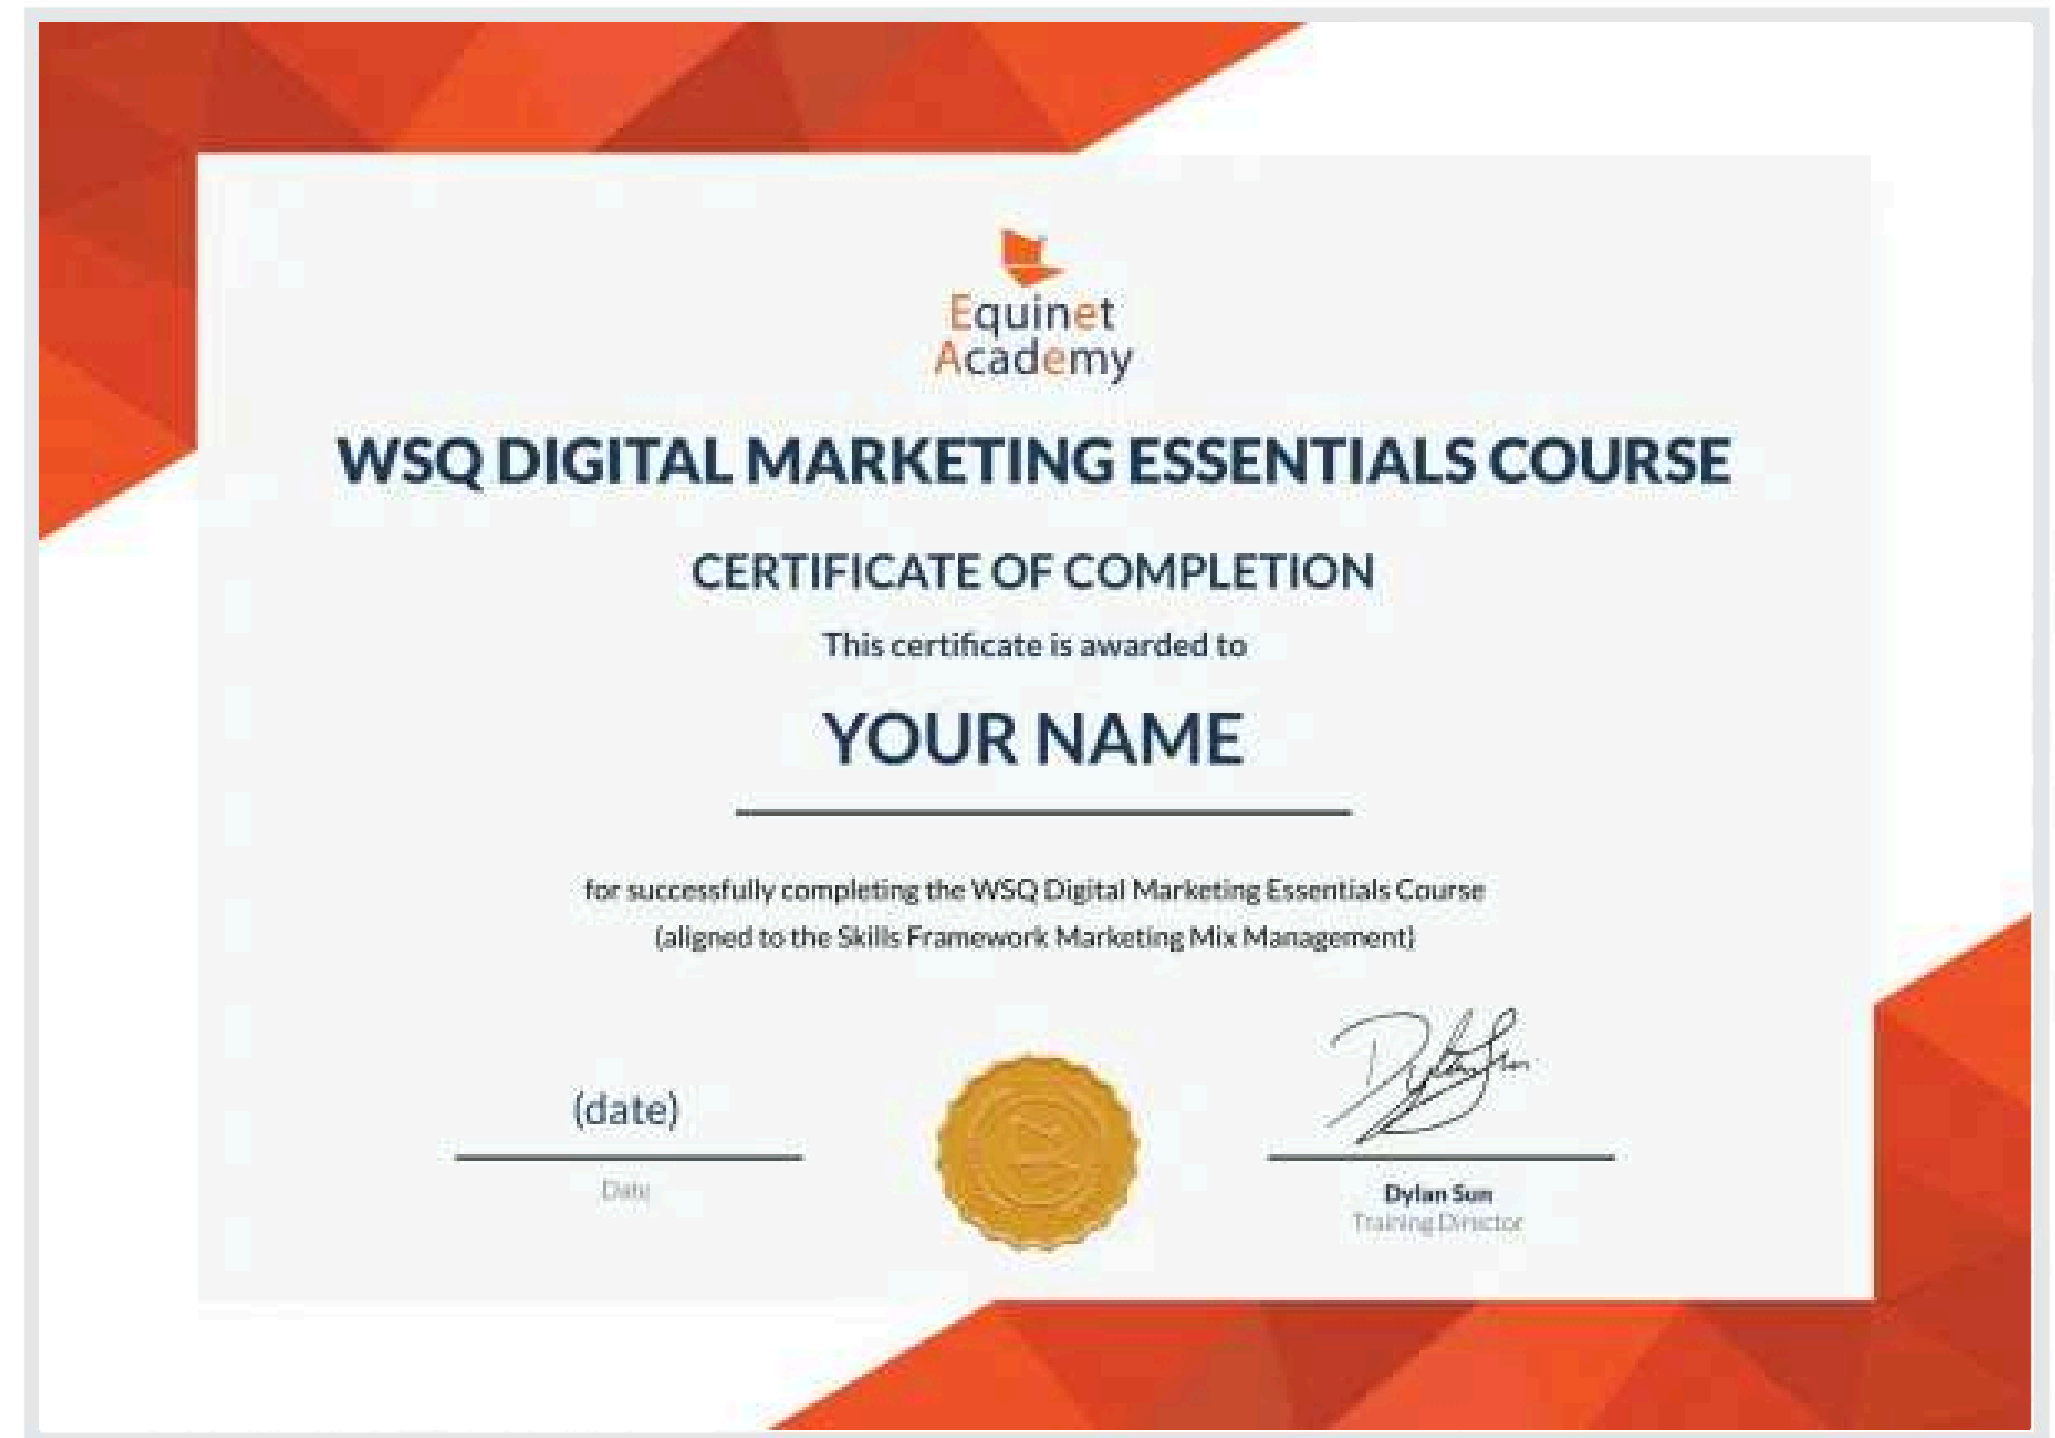 Equinet
Academy
WSQ DIGITAL MARKETING ESSENTIALS COURSE
CERTIFICATE OF COMPLETION
This certificate is awarded to
YOUR NAME
for successfully completing the WSQ Digital Marketing Essentials Course
(aligned to the Skills Framework Marketing Mix Management)
(date)
Date
Dylan Sun
Dylan Sun
Training Director